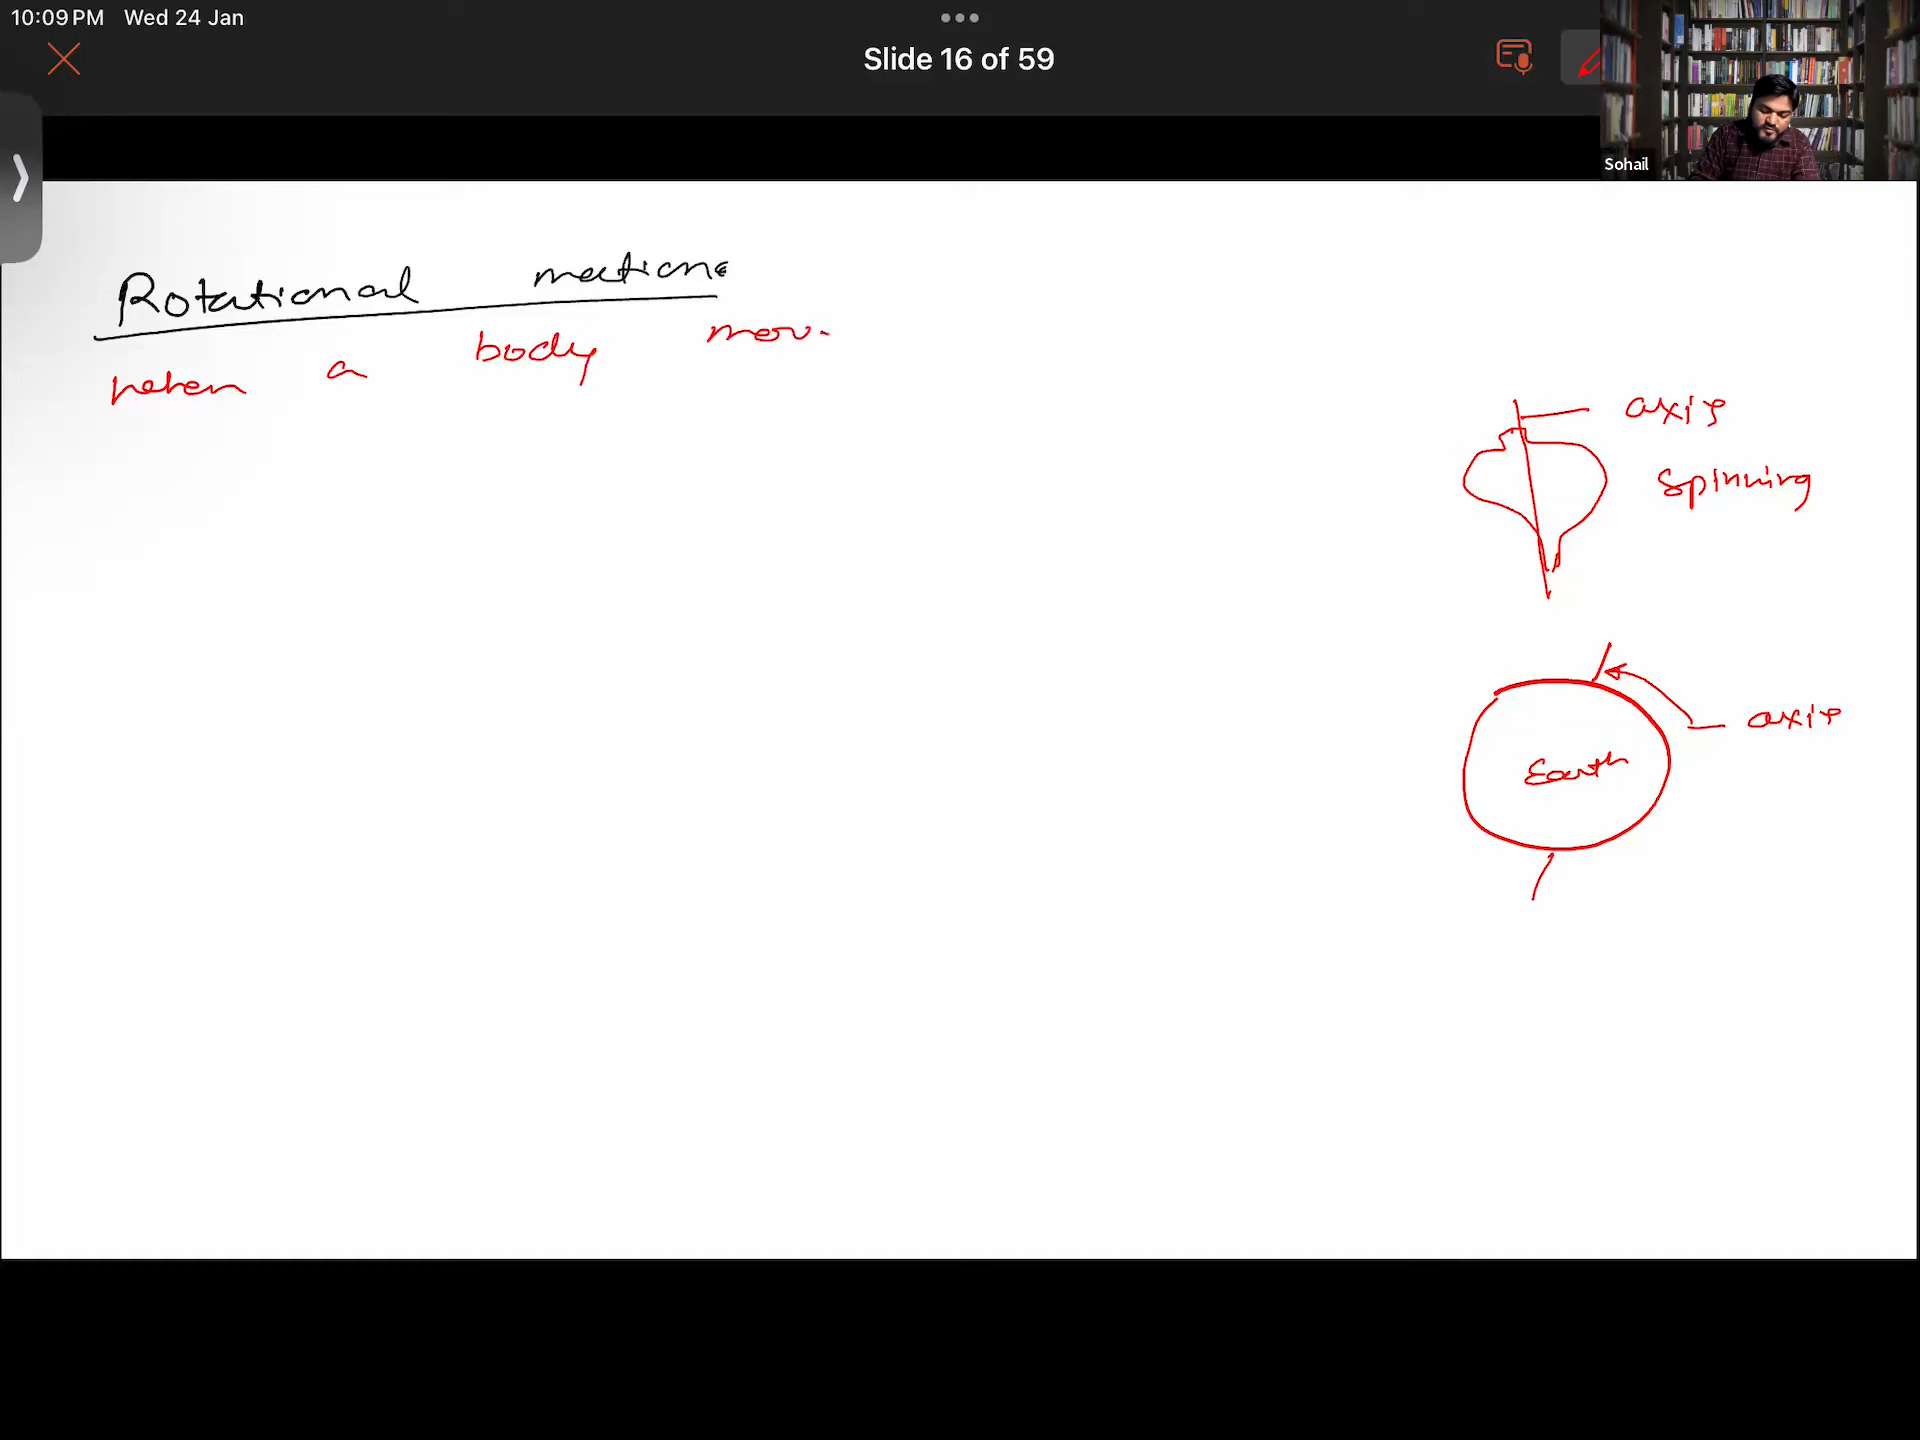 10:09 PM Wed 24 Jan
Slide 16 of 59
Sohail
Rotational motion
when a body mov
axis
Spinning
axis
Earth